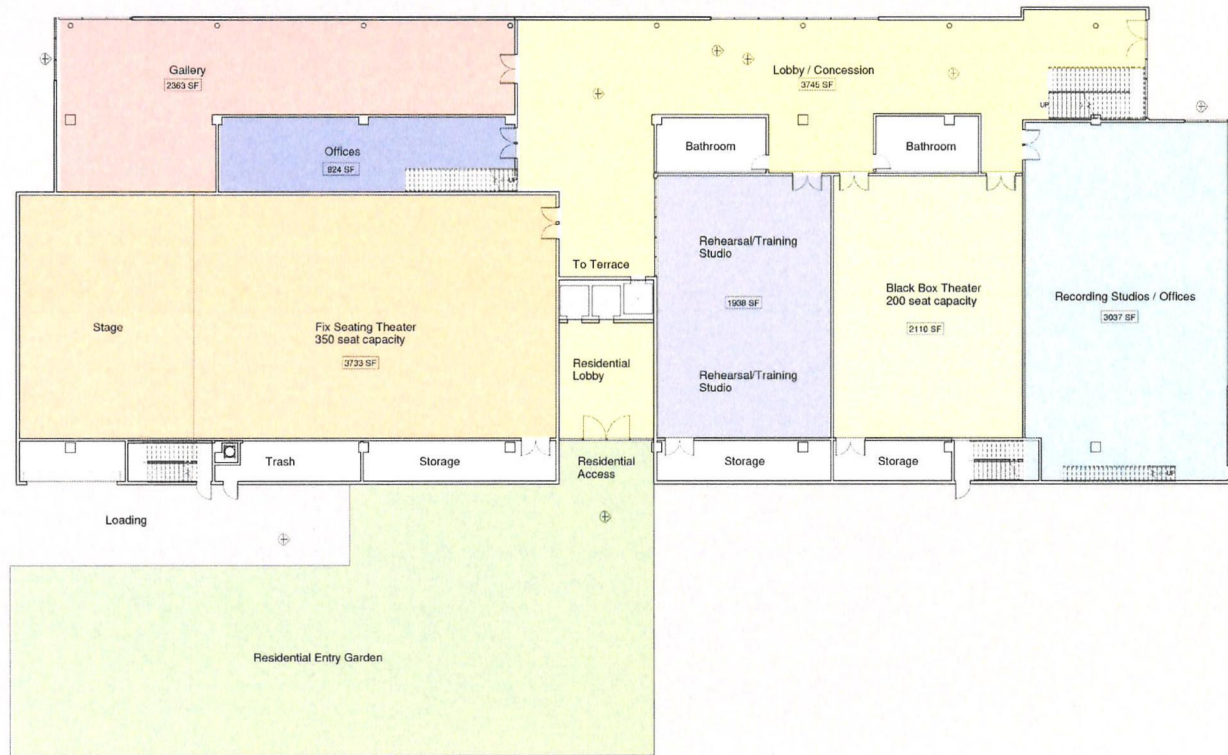 Gallery
2363 SF
Lobby / Concession
3745 SF
UP
Offices
824 SF
UP
Bathroom
Bathroom
To Terrace
Rehearsal/Training
Studio
1938 SF
Rehearsal/Training
Studio
Black Box Theater
200 seat capacity
2110 SF
Recording Studios / Offices
3037 SF
Stage
Fix Seating Theater
350 seat capacity
3733 SF
Residential
Lobby
Trash
Storage
Residential
Access
Storage
Storage
UP
Loading
Residential Entry Garden